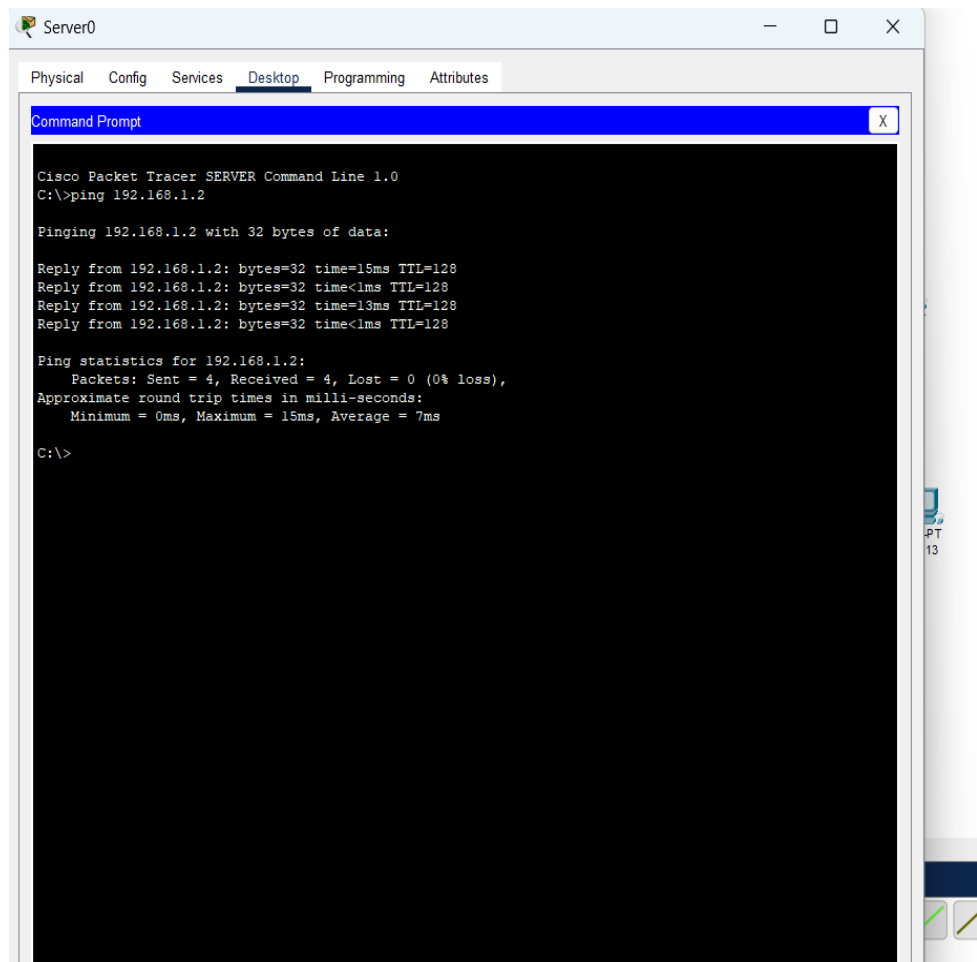 Server0
Physical Config Services Desktop Programming Attributes
Command Prompt X
Cisco Packet Tracer SERVER Command Line 1.0
C:\>ping 192.168.1.2
Pinging 192.168.1.2 with 32 bytes of data:
Reply from 192.168.1.2: bytes=32 time=15ms TTL=128
Reply from 192.168.1.2: bytes=32 time<1ms TTL=128
Reply from 192.168.1.2: bytes=32 time=13ms TTL=128
Reply from 192.168.1.2: bytes=32 time<1ms TTL=128
Ping statistics for 192.168.1.2:
Packets: Sent = 4, Received = 4, Lost = 0 (0% loss),
Approximate round trip times in milli-seconds:
Minimum = 0ms, Maximum = 15ms, Average = 7ms
C:\>
-PT
13